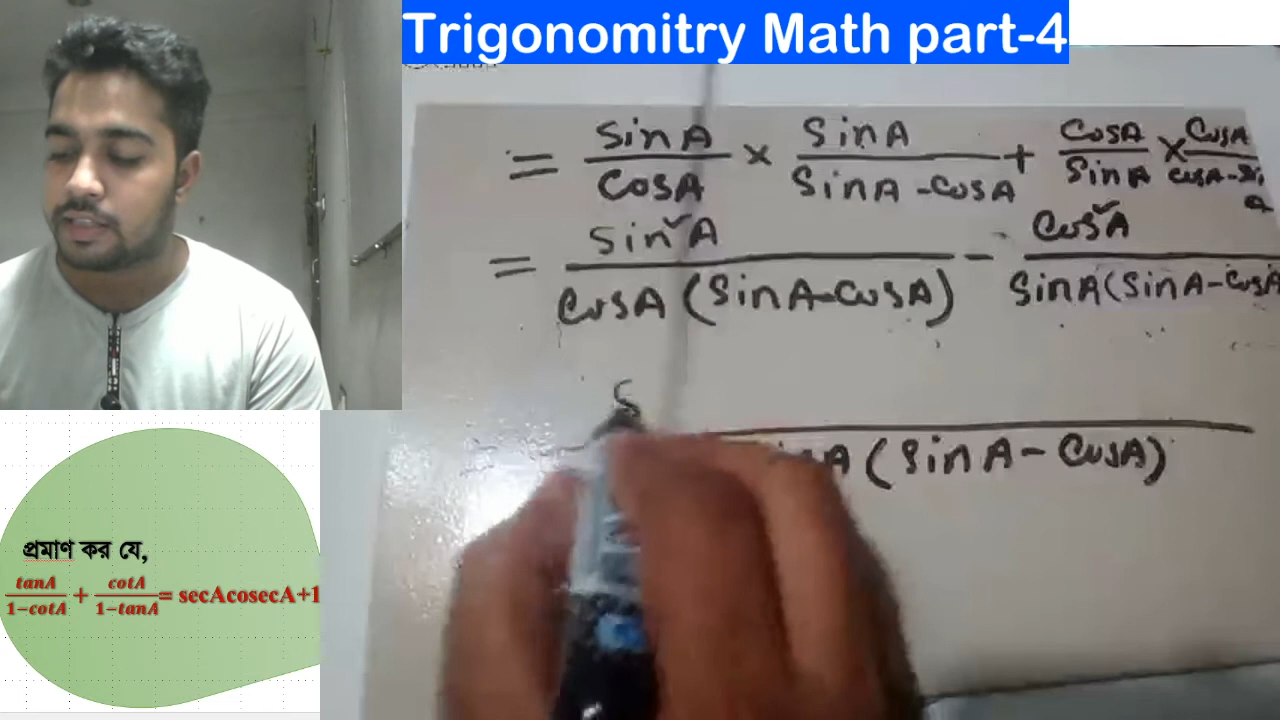 Trigonomitry Math part-4
= SinA/CosA × SinA/SinA-CosA + CosA/SinA × CosA/CosA-Sin
= Sin²A/CosA(SinA-CosA) - Cos²A/SinA(SinA-CosA
S
A(SinA-CosA)
প্রমাণ কর যে,
tanA/1-cotA + cotA/1-tanA = secAcosecA+1